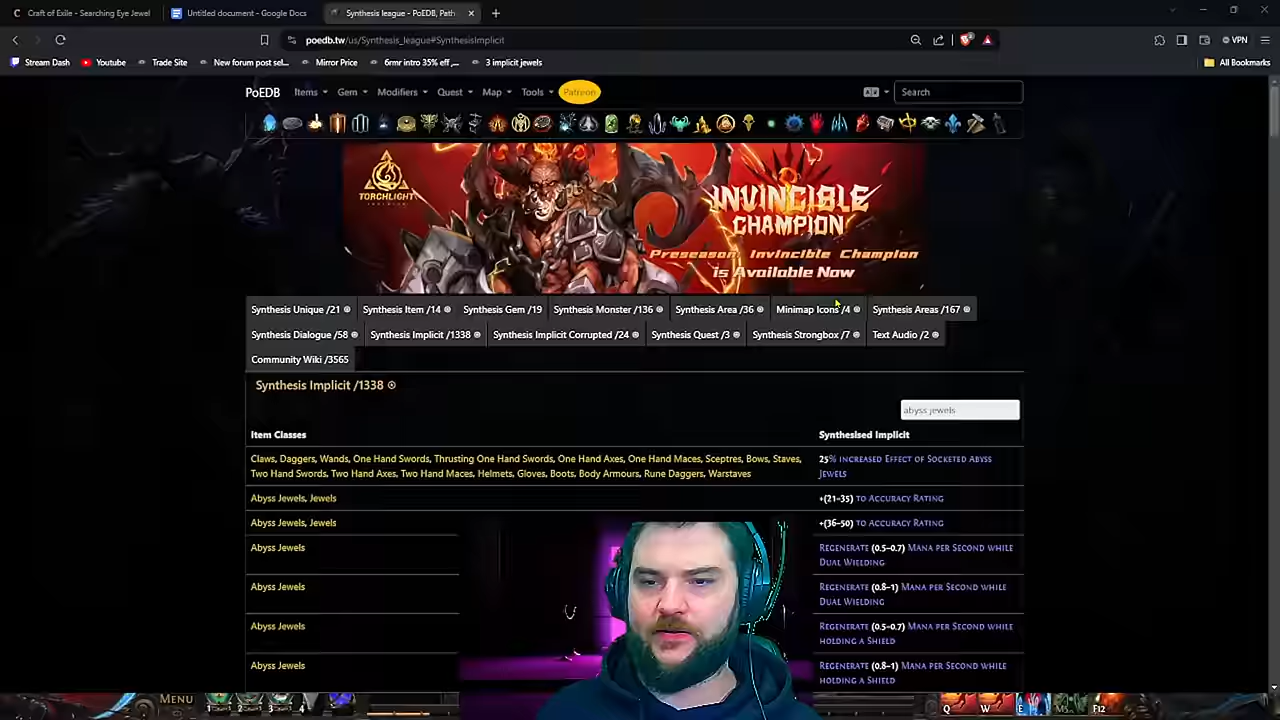 Craft of Exile - Searching Eye Jewel
Untitled document - Google Docs
Synthesis league - PoEDB, Path
poedb.tw/us/Synthesis_league#SynthesisImplicit
VPN
Stream Dash
Youtube
Trade Site
New forum post sel...
Mirror Price
6rmr intro 35% eff ,...
3 implicit jewels
All Bookmarks
PoEDB
Items
Gem
Modifiers
Quest
Map
Tools
Patreon
Search
TORCHLIGHT
INVINCIBLE
CHAMPION
Preseason Invincible Champion
is Available Now
Synthesis Unique /21
Synthesis Item /14
Synthesis Gem /19
Synthesis Monster /136
Synthesis Area /36
Minimap Icons /4
Synthesis Areas /167
Synthesis Dialogue /58
Synthesis Implicit /1338
Synthesis Implicit Corrupted /24
Synthesis Quest /3
Synthesis Strongbox /7
Text Audio /2
Community Wiki /3565
Synthesis Implicit /1338
abyss jewels
Item Classes
Synthesised Implicit
Claws, Daggers, Wands, One Hand Swords, Thrusting One Hand Swords, One Hand Axes, One Hand Maces, Sceptres, Bows, Staves,
Two Hand Swords, Two Hand Axes, Two Hand Maces, Helmets, Gloves, Boots, Body Armours, Rune Daggers, Warstaves
25% increased Effect of Socketed Abyss
Jewels
Abyss Jewels, Jewels
+(21–35) to Accuracy Rating
Abyss Jewels, Jewels
+(36–50) to Accuracy Rating
Abyss Jewels
Regenerate (0.5–0.7) Mana per Second while
Dual Wielding
Abyss Jewels
Regenerate (0.8–1) Mana per Second while
Dual Wielding
Abyss Jewels
Regenerate (0.5–0.7) Mana per Second while
holding a Shield
Abyss Jewels
Regenerate (0.8–1) Mana per Second while
holding a Shield
MENU
Q
W
E
F12